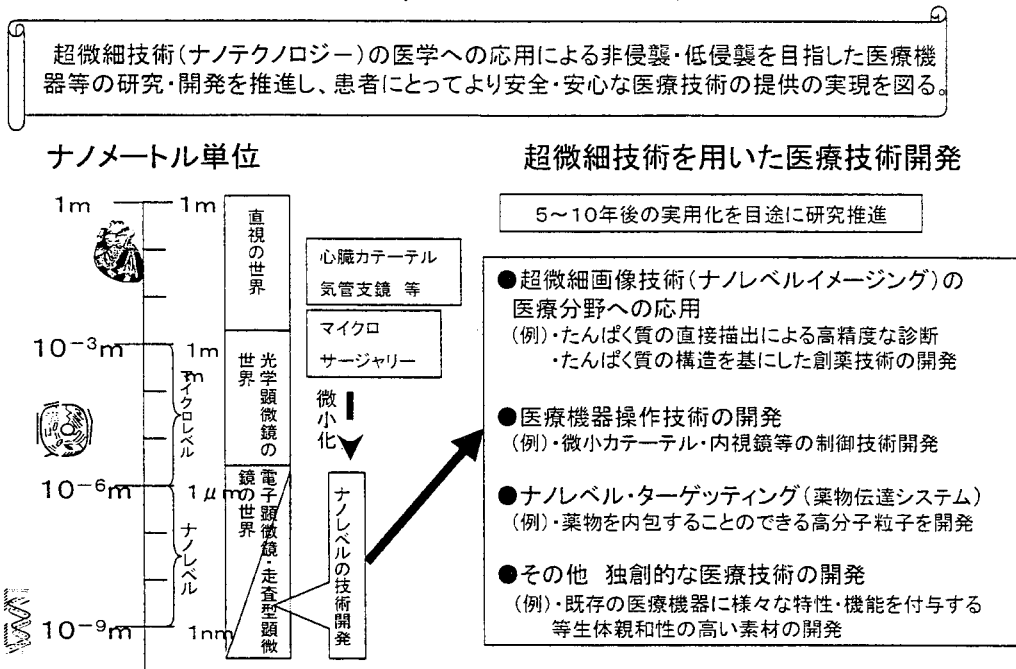 超微細技術(ナノテクノロジー)の医学への応用による非侵襲・低侵襲を目指した医療機
器等の研究・開発を推進し、患者にとってより安全・安心な医療技術の提供の実現を図る。
ナノメートル単位
1m
1m
10⁻³m
1m
m
マイクロレベル
10⁻⁶m
1μm
ナノレベル
10⁻⁹m
1nm
直視の世界
光学顕微鏡の
世界
電子顕微鏡・走査型顕微
鏡の世界
心臓カテーテル
気管支鏡 等
マイクロ
サージャリー
微小化
ナノレベルの技術開発
超微細技術を用いた医療技術開発
5~10年後の実用化を目途に研究推進
●超微細画像技術(ナノレベルイメージング)の
医療分野への応用
(例)・たんぱく質の直接描出による高精度な診断
・たんぱく質の構造を基にした創薬技術の開発
●医療機器操作技術の開発
(例)・微小カテーテル・内視鏡等の制御技術開発
●ナノレベル・ターゲッティング(薬物伝達システム)
(例)・薬物を内包することのできる高分子粒子を開発
●その他 独創的な医療技術の開発
(例)・既存の医療機器に様々な特性・機能を付与する
等生体親和性の高い素材の開発